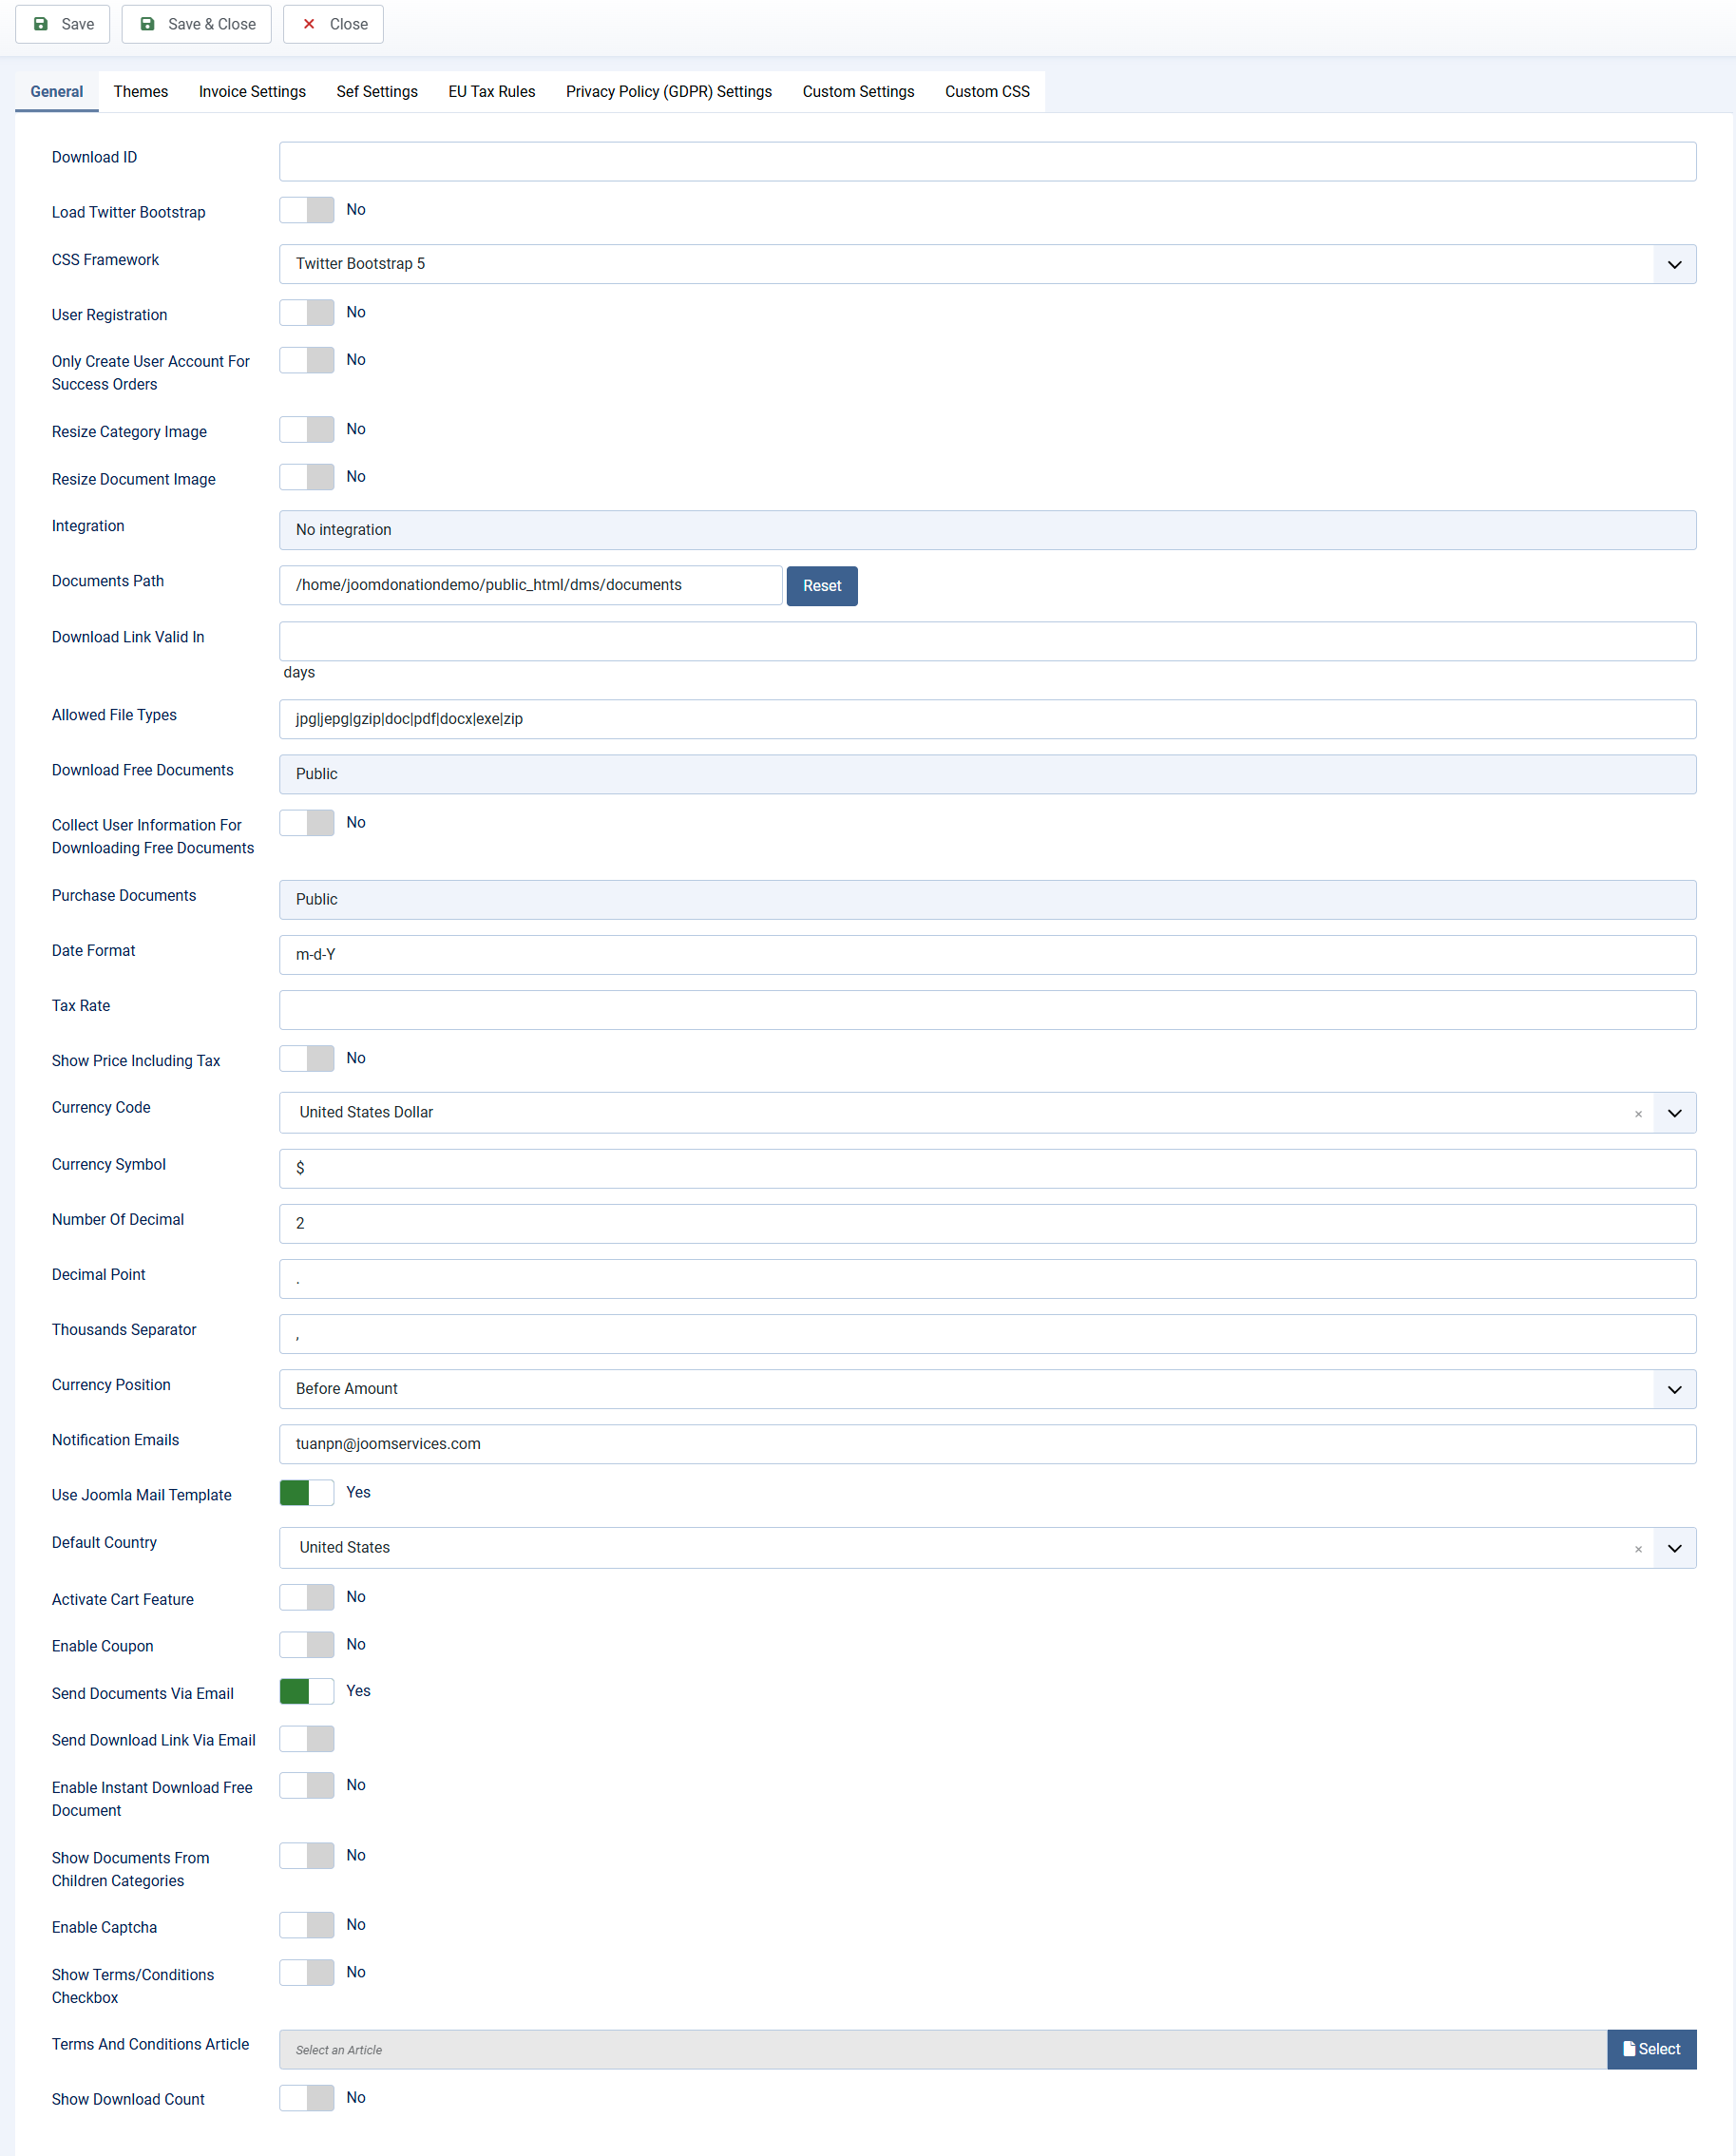 Save Save & Close Close
General Themes Invoice Settings Sef Settings EU Tax Rules Privacy Policy (GDPR) Settings Custom Settings Custom CSS
Download ID
Load Twitter Bootstrap No
CSS Framework Twitter Bootstrap 5
User Registration No
Only Create User Account For No
Success Orders
Resize Category Image No
Resize Document Image No
Integration No integration
Documents Path /home/joomdonationdemo/public_html/dms/documents Reset
Download Link Valid In
days
Allowed File Types jpg|jepg|gzip|doc|pdf|docx|exe|zip
Download Free Documents Public
Collect User Information For No
Downloading Free Documents
Purchase Documents Public
Date Format m-d-Y
Tax Rate
Show Price Including Tax No
Currency Code United States Dollar ×
Currency Symbol $
Number Of Decimal 2
Decimal Point .
Thousands Separator ,
Currency Position Before Amount
Notification Emails tuanpn@joomservices.com
Use Joomla Mail Template Yes
Default Country United States ×
Activate Cart Feature No
Enable Coupon No
Send Documents Via Email Yes
Send Download Link Via Email
Enable Instant Download Free No
Document
Show Documents From No
Children Categories
Enable Captcha No
Show Terms/Conditions No
Checkbox
Terms And Conditions Article Select an Article Select
Show Download Count No